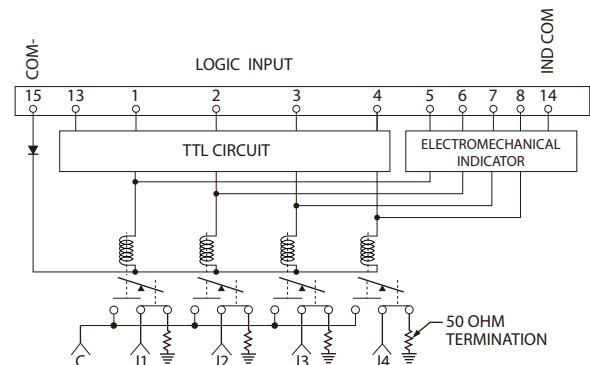 COM-
LOGIC INPUT
IND COM
15 13 1 2 3 4 5 6 7 8 14
TTL CIRCUIT
ELECTROMECHANICAL
INDICATOR
50 OHM
TERMINATION
C J1 J2 J3 J4